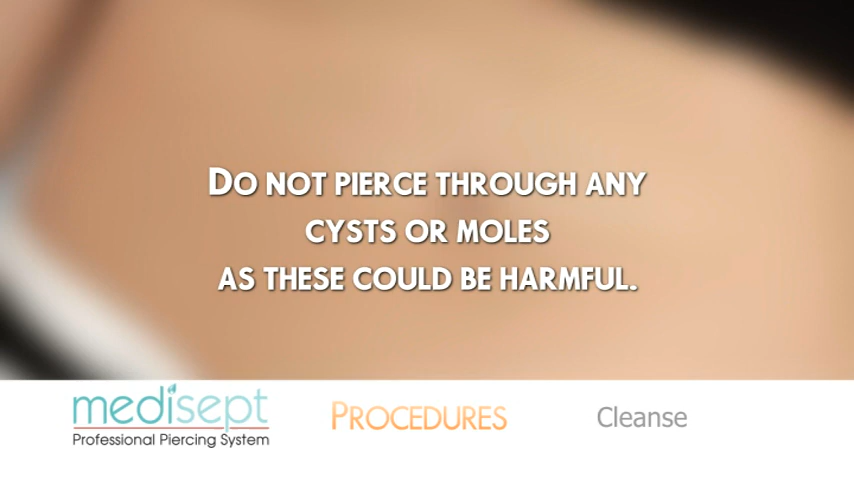 DO NOT PIERCE THROUGH ANY
CYSTS OR MOLES
AS THESE COULD BE HARMFUL.
medisept
Professional Piercing System
PROCEDURES
Cleanse